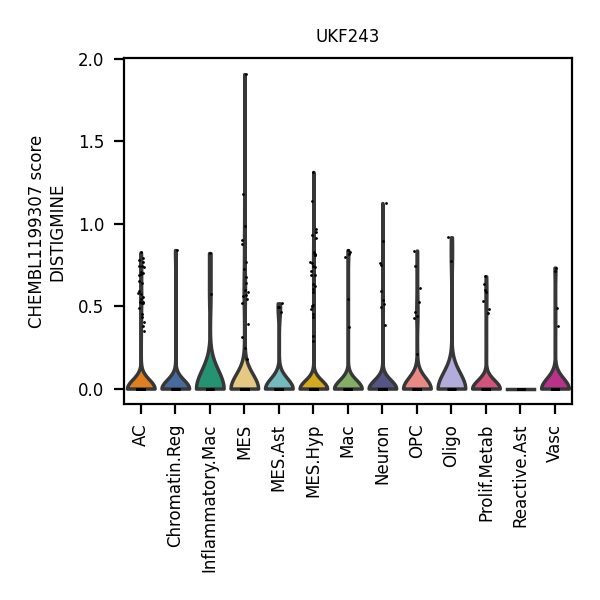 UKF243
CHEMBL1199307 score
DISTIGMINE
2.0
1.5
1.0
0.5
0.0
AC
Chromatin.Reg
Inflammatory.Mac
MES
MES.Ast
MES.Hyp
Mac
Neuron
OPC
Oligo
Prolif.Metab
Reactive.Ast
Vasc